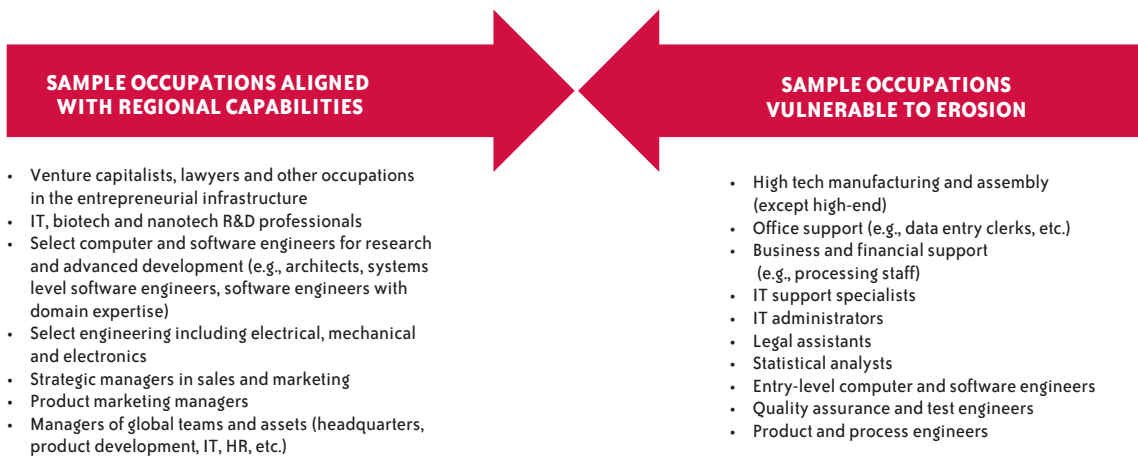 SAMPLE OCCUPATIONS ALIGNED
WITH REGIONAL CAPABILITIES
• Venture capitalists, lawyers and other occupations
in the entrepreneurial infrastructure
• IT, biotech and nanotech R&D professionals
• Select computer and software engineers for research
and advanced development (e.g., architects, systems
level software engineers, software engineers with
domain expertise)
• Select engineering including electrical, mechanical
and electronics
• Strategic managers in sales and marketing
• Product marketing managers
• Managers of global teams and assets (headquarters,
product development, IT, HR, etc.)
SAMPLE OCCUPATIONS
VULNERABLE TO EROSION
• High tech manufacturing and assembly
(except high-end)
• Office support (e.g., data entry clerks, etc.)
• Business and financial support
(e.g., processing staff)
• IT support specialists
• IT administrators
• Legal assistants
• Statistical analysts
• Entry-level computer and software engineers
• Quality assurance and test engineers
• Product and process engineers